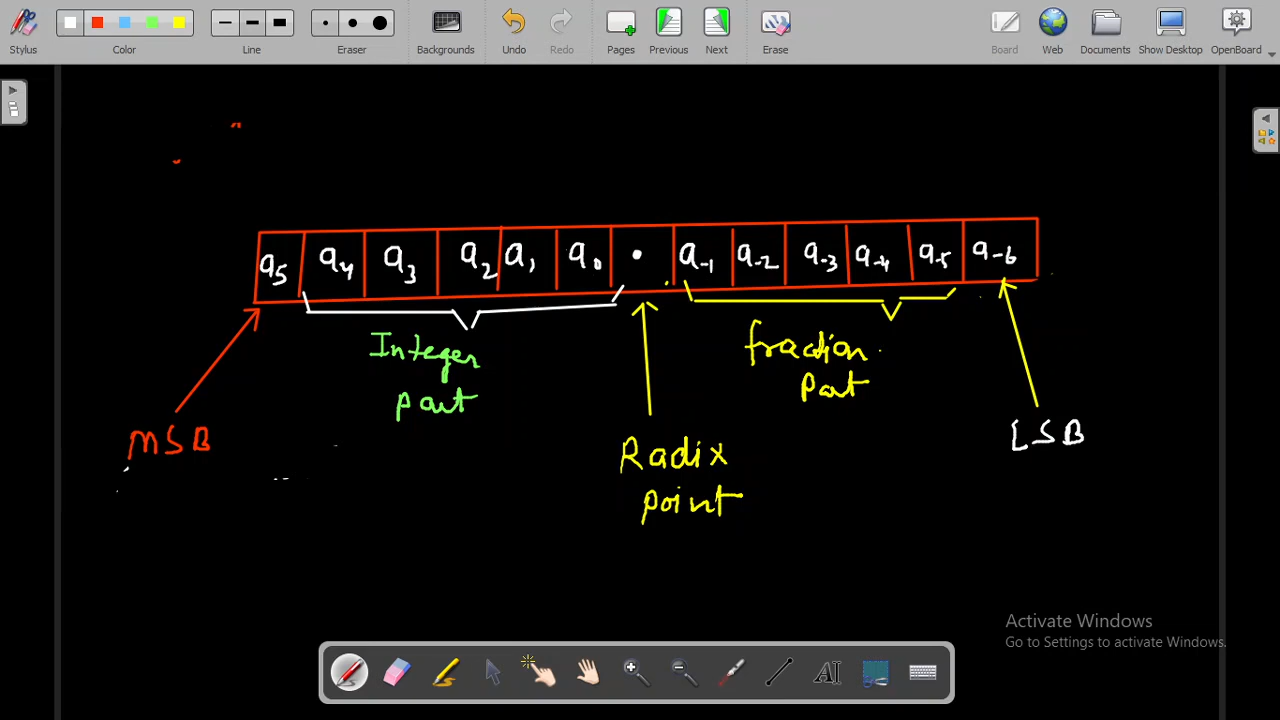 Stylus Color Line Eraser Backgrounds Undo Redo Pages Previous Next Erase Board Web Documents Show Desktop OpenBoard
a5 a4 a3 a2 a1 a0 • a-1 a-2 a-3 a-4 a-5 a-6
Integer
part
fraction
Part
MSB
Radix
point
LSB
Activate Windows
Go to Settings to activate Windows.
AI